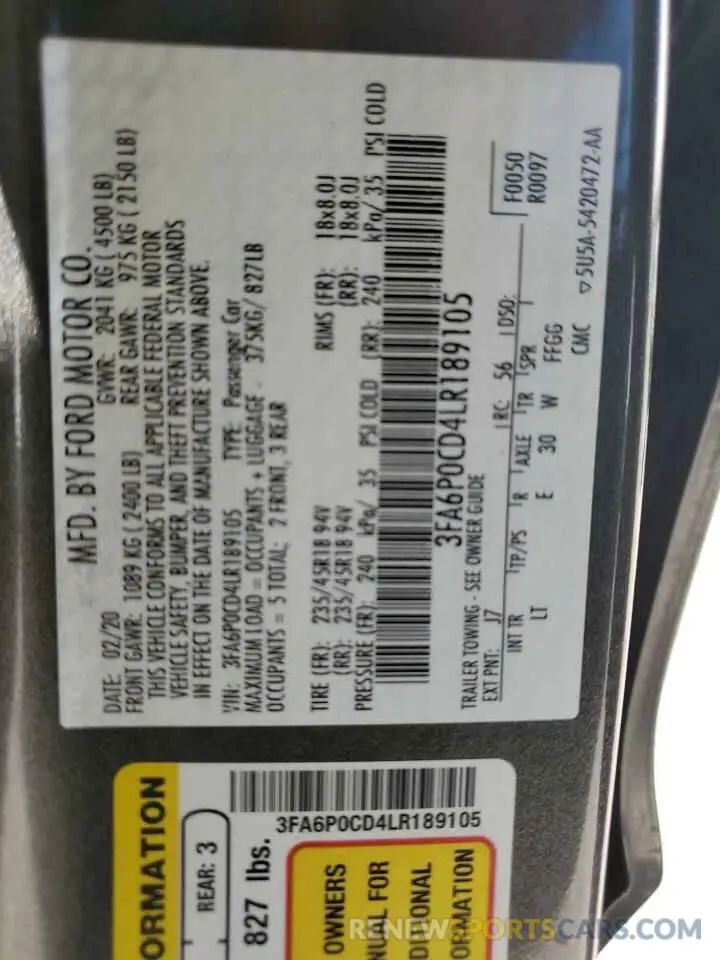 MFD. BY FORD MOTOR CO.
DATE: 02/20 GVWR: 2041 KG ( 4500 LB)
FRONT GAWR: 1089 KG ( 2400 LB) REAR GAWR: 975 KG ( 2150 LB)
THIS VEHICLE CONFORMS TO ALL APPLICABLE FEDERAL MOTOR
VEHICLE SAFETY, BUMPER, AND THEFT PREVENTION STANDARDS
IN EFFECT ON THE DATE OF MANUFACTURE SHOWN ABOVE.
VIN: 3FA6P0CD4LR189105 TYPE: Passenger Car
MAXIMUM LOAD = OCCUPANTS + LUGGAGE . 375KG/ 827LB
OCCUPANTS = 5 TOTAL; 2 FRONT, 3 REAR
TIRE (FR): 235/45R18 94V RIMS (FR): 18x8.0J
(RR): 235/45R18 94V (RR): 18x8.0J
PRESSURE (FR): 240 kPa/ 35 PSI COLD (RR): 240 kPa/ 35 PSI COLD
3FA6P0CD4LR189105
TRAILER TOWING - SEE OWNER GUIDE
EXT PNT: J7 RC: 56 DSO: F0050
R0097
INT TR TP/PS R AXLE TR SPR
LT E 30 W FFGG
CMC ▽5U5A-5420472-AA
ORMATION
REAR: 3
827 lbs.
3FA6P0CD4LR189105
OWNERS
NUAL FOR
DITIONAL
ORMATION
RENEWSPORTSCARS.COM